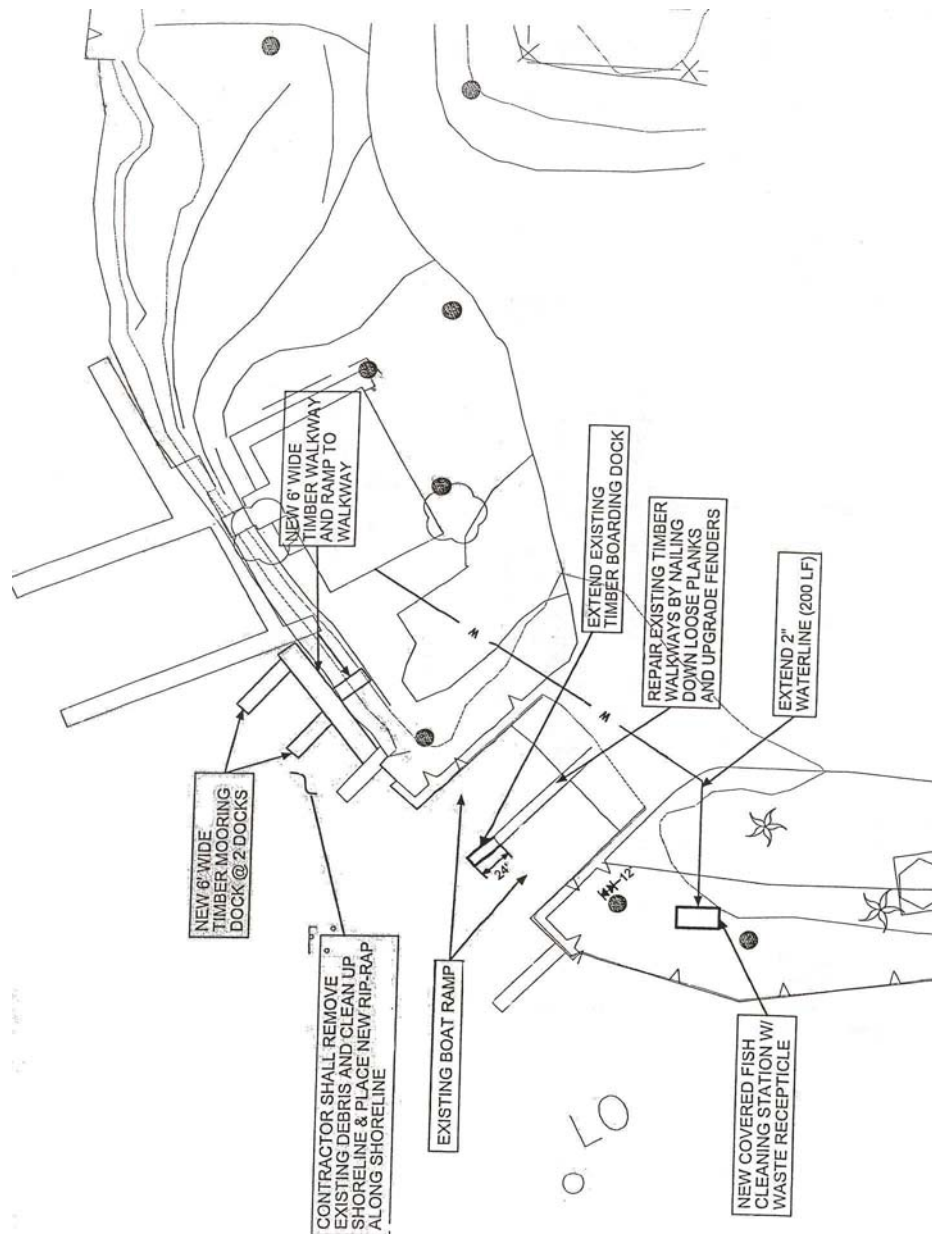 NEW 6' WIDE
TIMBER WALKWAY
AND RAMP TO
WALKWAY
EXTEND EXISTING
TIMBER BOARDING DOCK
REPAIR EXISTING TIMBER
WALKWAYS BY NAILING
DOWN LOOSE PLANKS
AND UPGRADE FENDERS
EXTEND 2"
WATERLINE (200 LF)
W
W
24'
12'
NEW 6' WIDE
TIMBER MOORING
DOCK @ 2 DOCKS
CONTRACTOR SHALL REMOVE
EXISTING DEBRIS AND CLEAN UP
SHORELINE & PLACE NEW RIP-RAP
ALONG SHORELINE
EXISTING BOAT RAMP
NEW COVERED FISH
CLEANING STATION W/
WASTE RECEPTICLE
LO